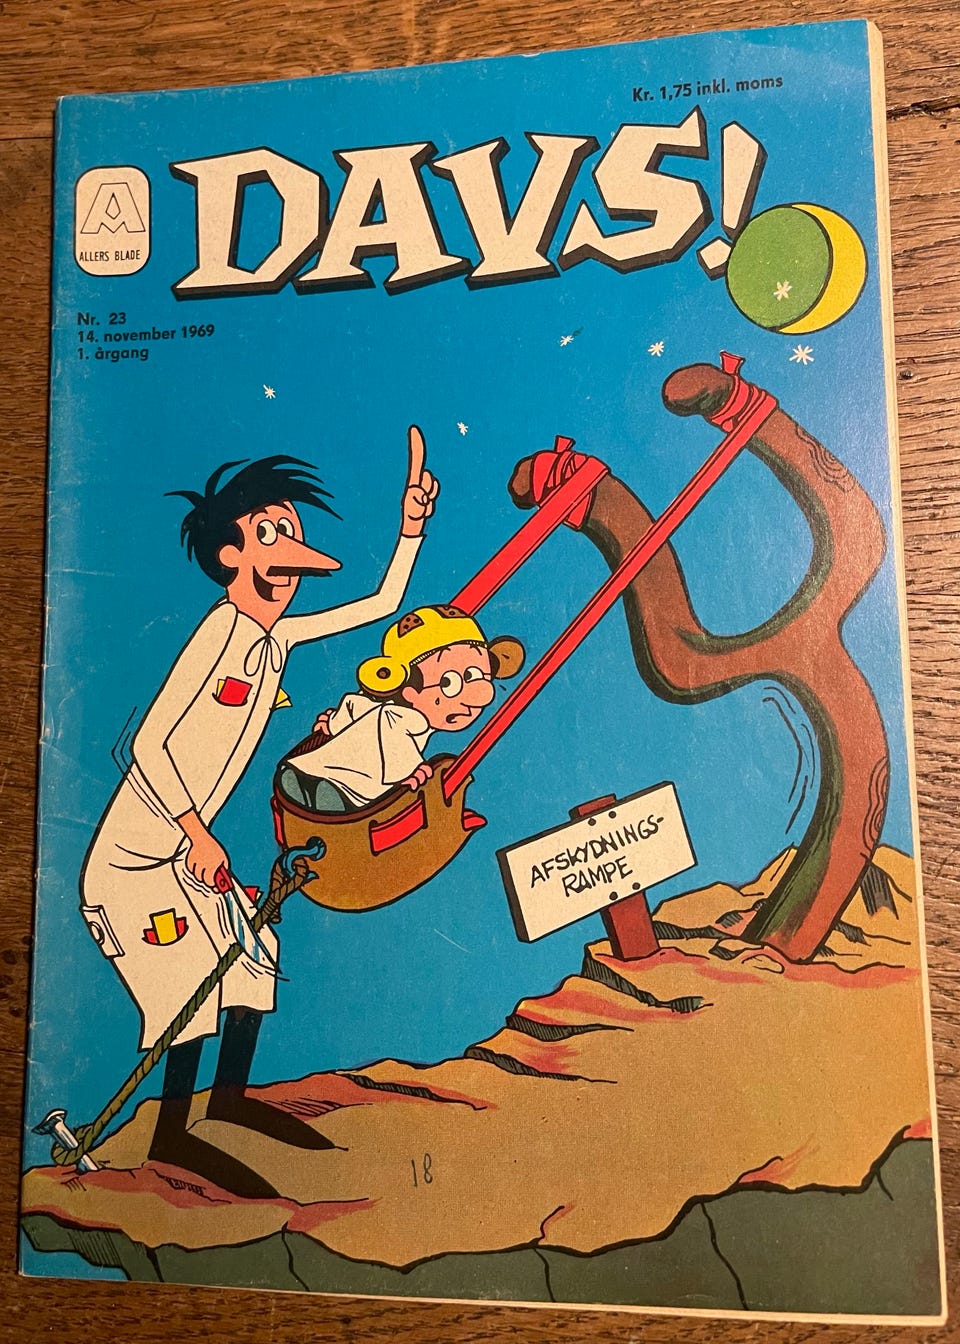 Kr. 1,75 inkl. moms
DAVS!
A
ALLERS BLADE
Nr. 23
14. november 1969
1. årgang
AFSKYDNINGS-
RAMPE
18